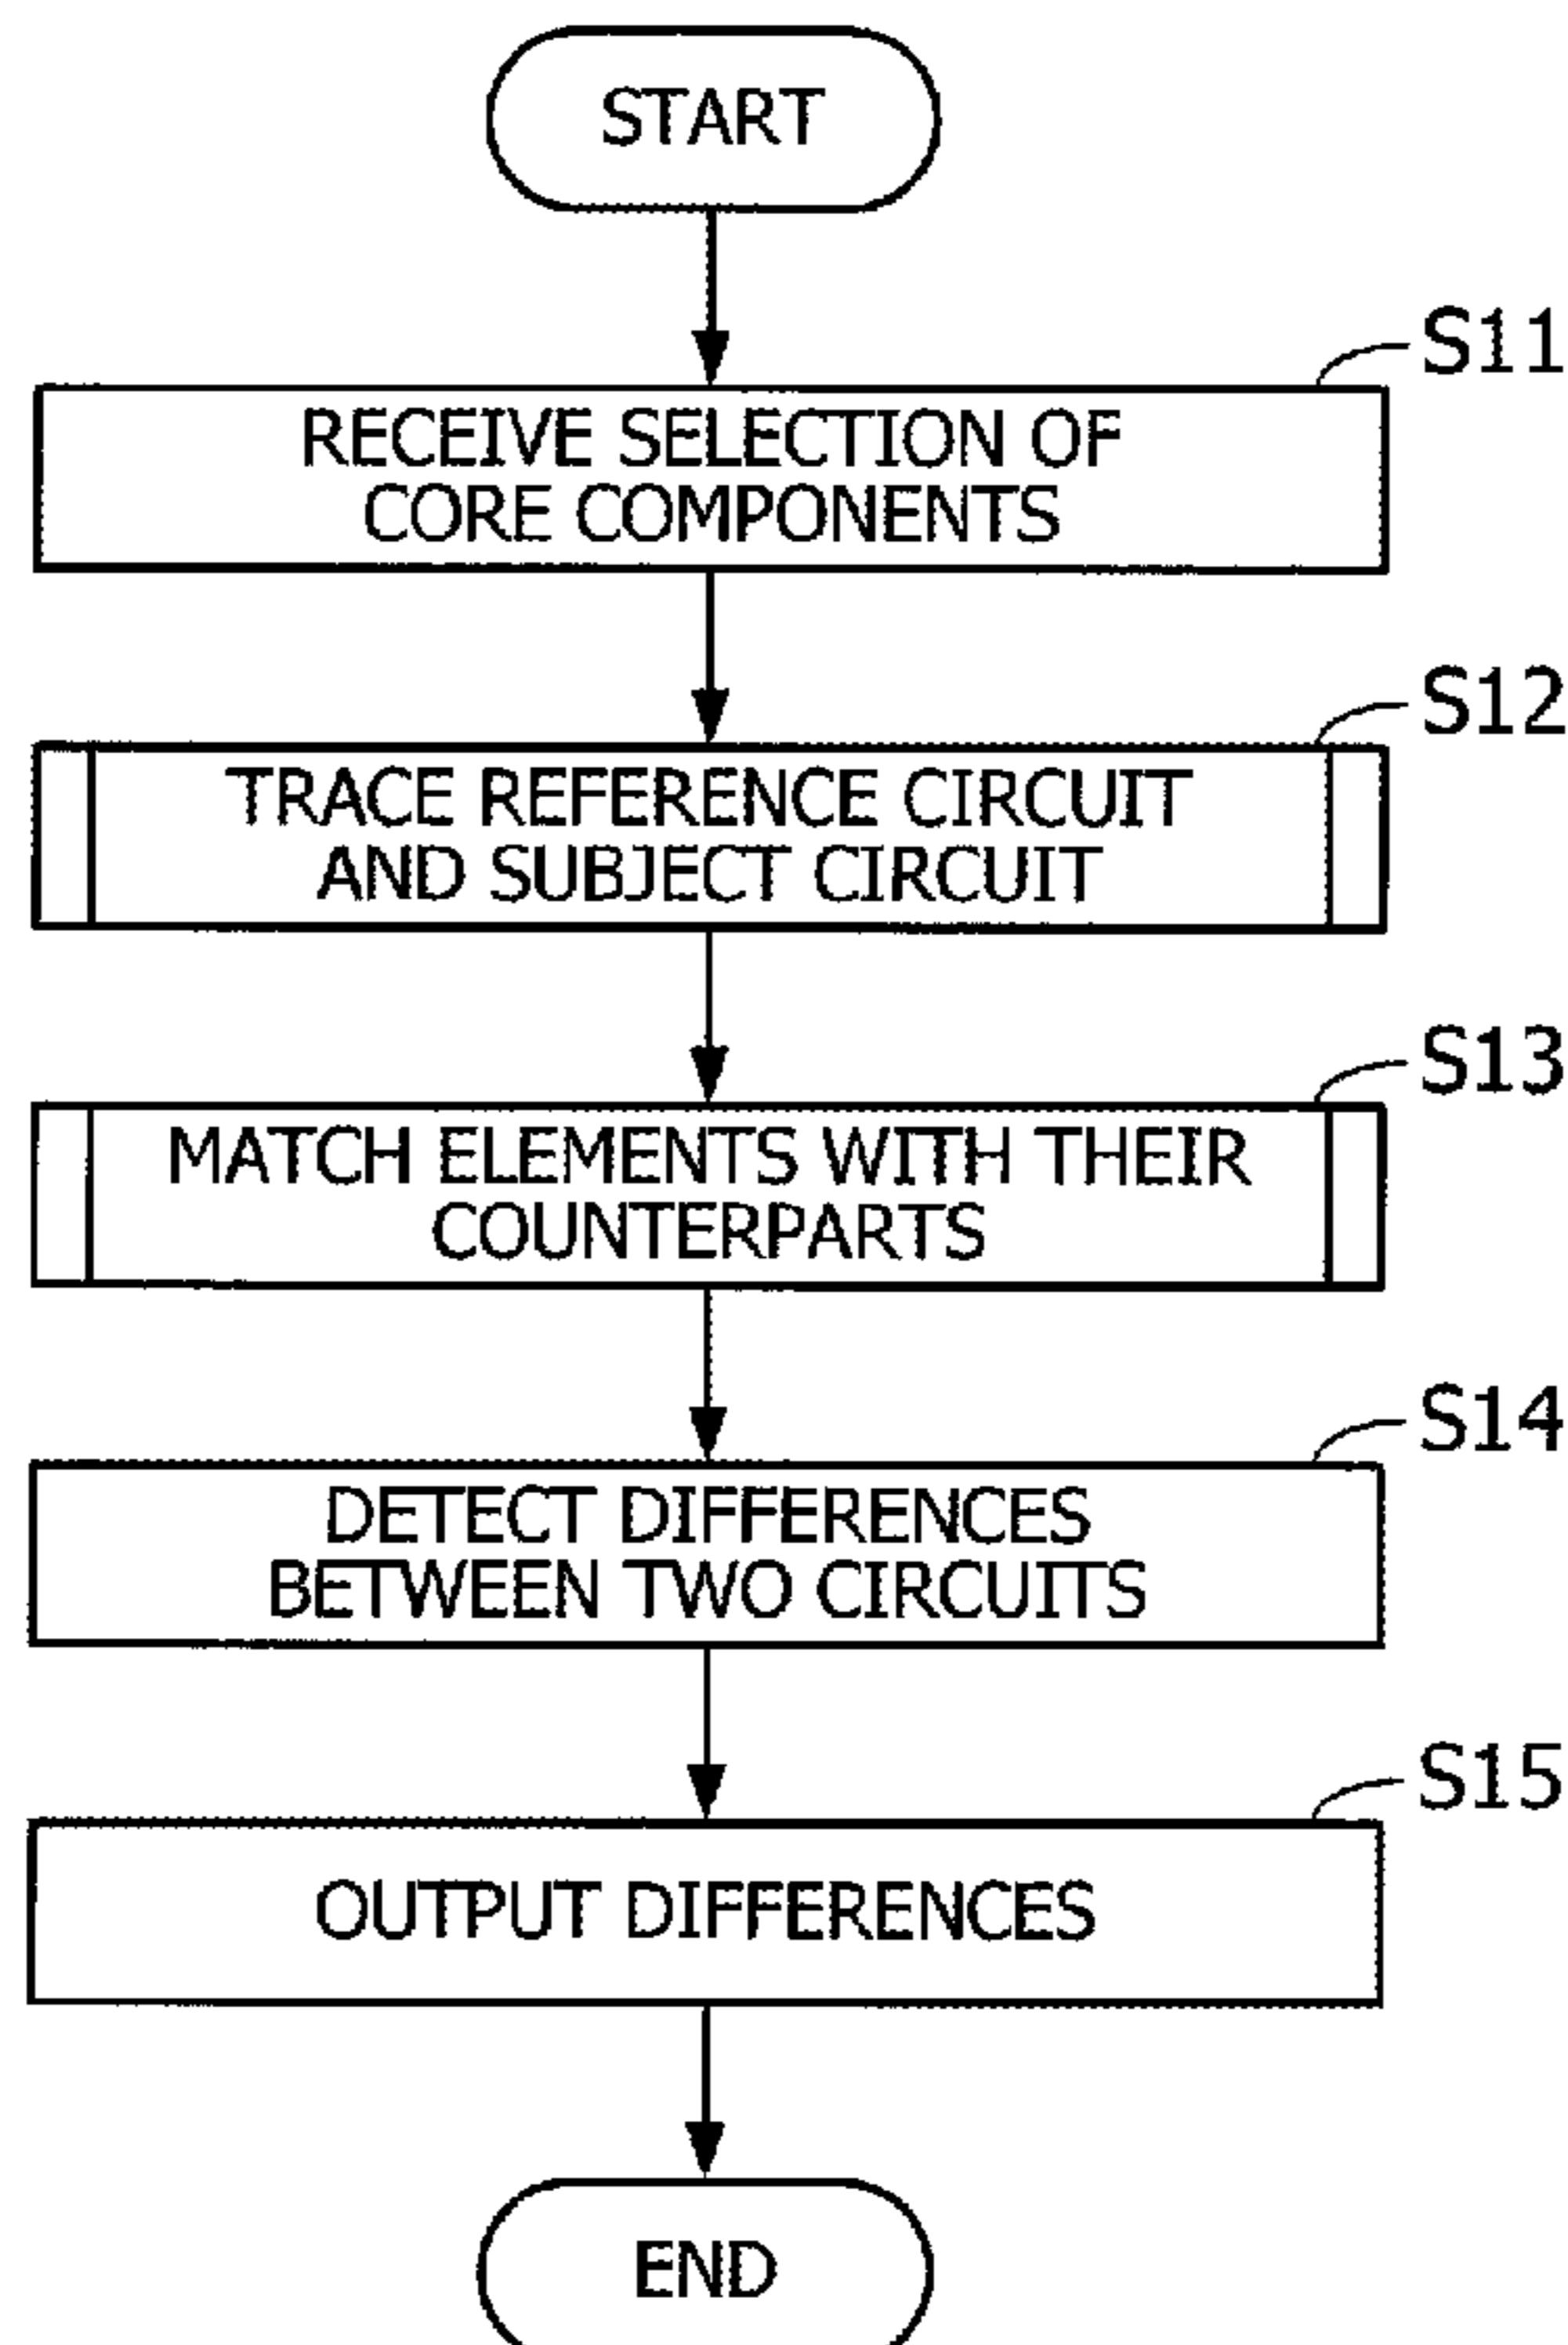 START
S11
RECEIVE SELECTION OF
CORE COMPONENTS
S12
TRACE REFERENCE CIRCUIT
AND SUBJECT CIRCUIT
S13
MATCH ELEMENTS WITH THEIR
COUNTERPARTS
S14
DETECT DIFFERENCES
BETWEEN TWO CIRCUITS
S15
OUTPUT DIFFERENCES
END